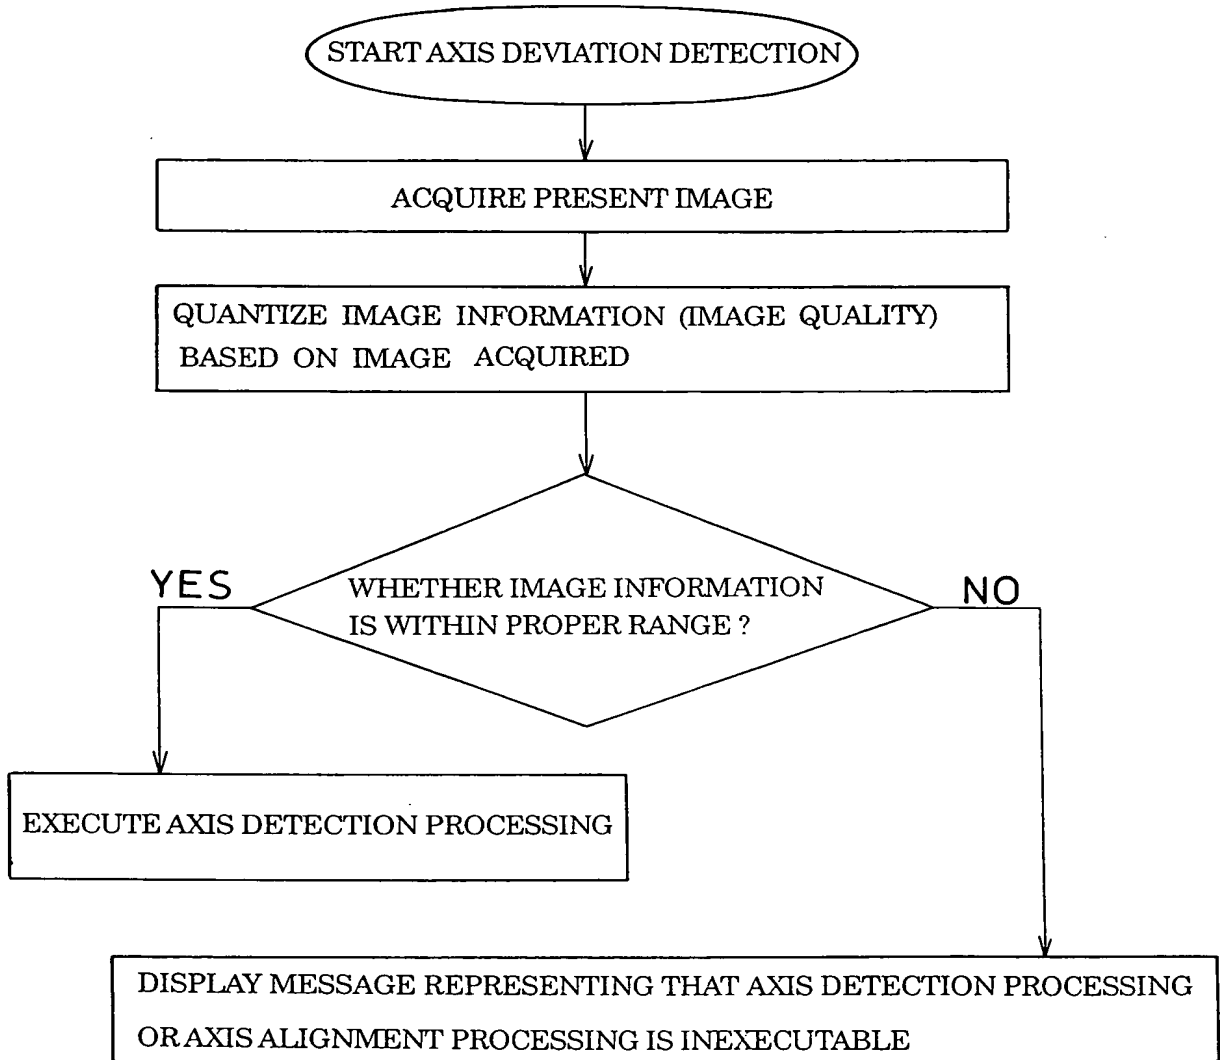 START AXIS DEVIATION DETECTION
ACQUIRE PRESENT IMAGE
QUANTIZE IMAGE INFORMATION (IMAGE QUALITY)
BASED ON IMAGE ACQUIRED
WHETHER IMAGE INFORMATION
IS WITHIN PROPER RANGE ?
YES
NO
EXECUTE AXIS DETECTION PROCESSING
DISPLAY MESSAGE REPRESENTING THAT AXIS DETECTION PROCESSING
OR AXIS ALIGNMENT PROCESSING IS INEXECUTABLE